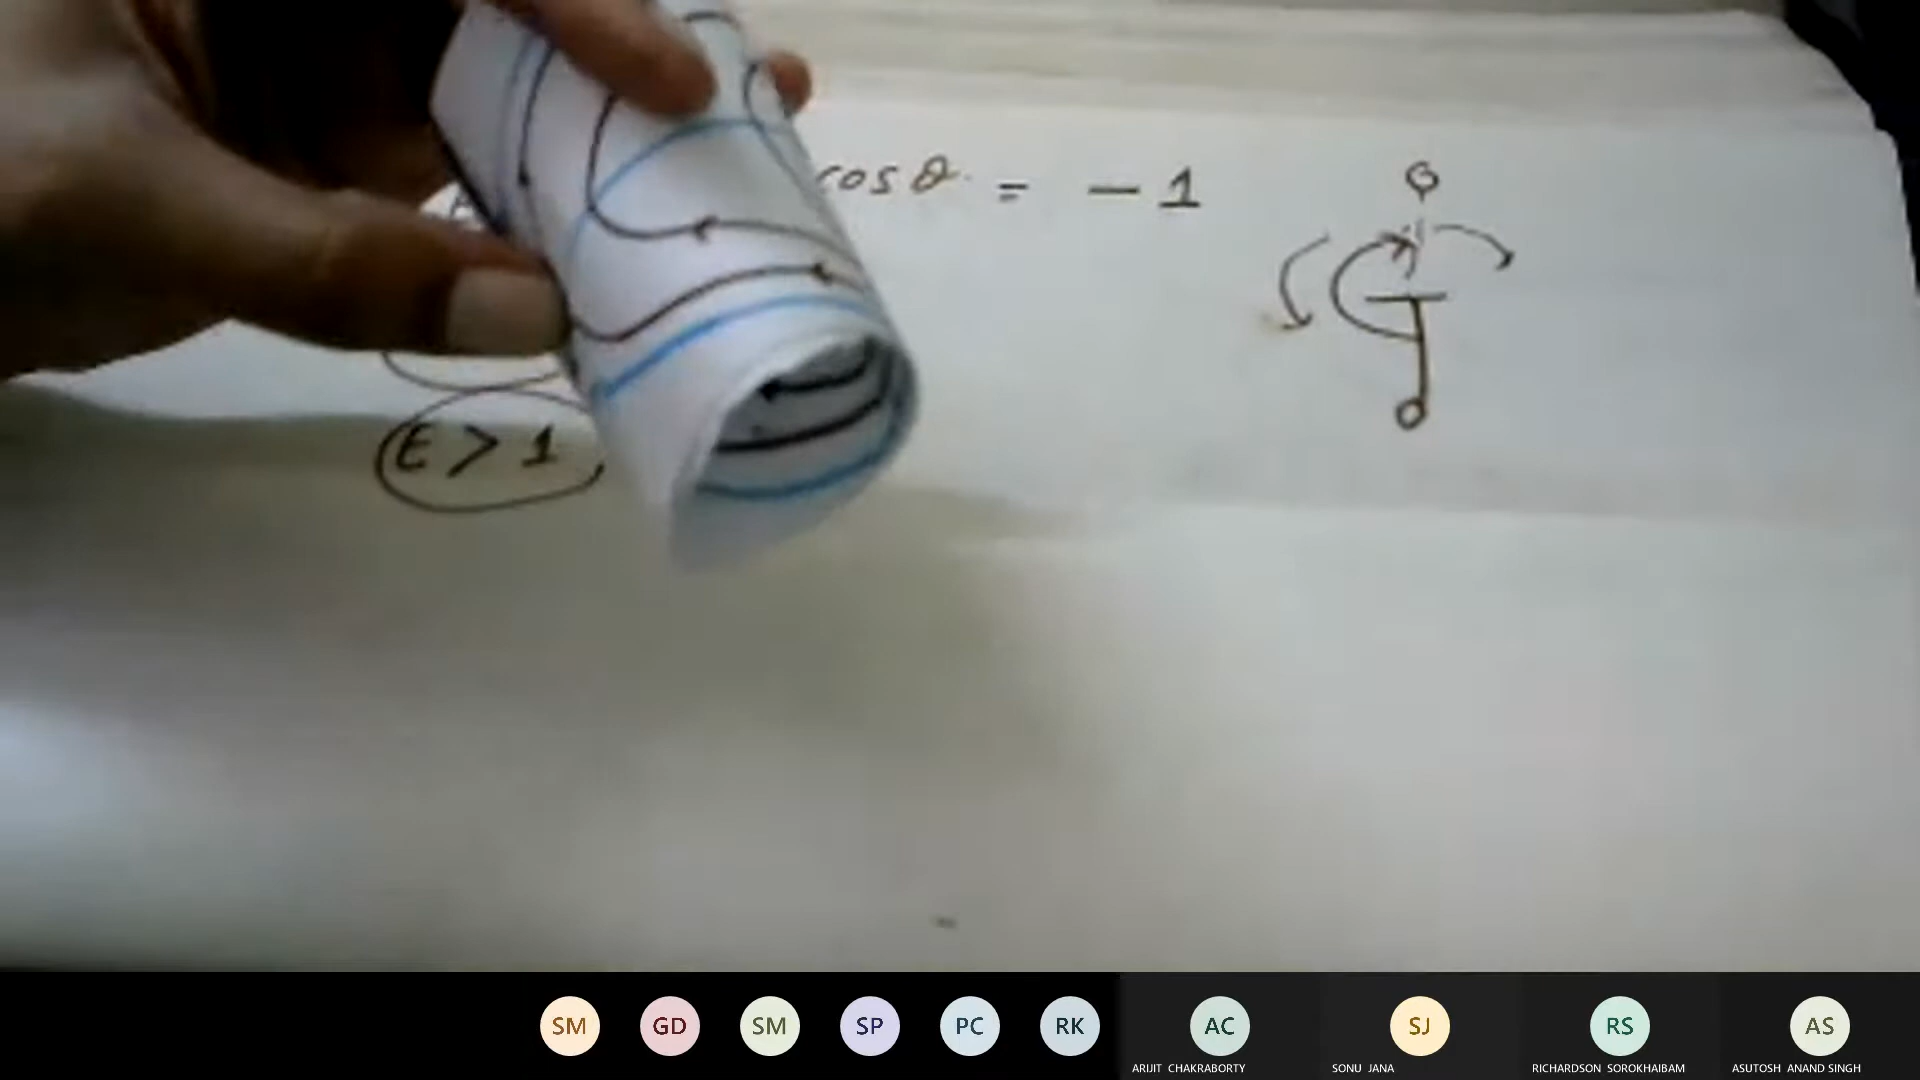 cos θ = - 1
E > 1
SM GD SM SP PC RK AC SJ RS AS
ARIJIT CHAKRABORTY SONU JANA RICHARDSON SOROKHAIBAM ASUTOSH ANAND SINGH